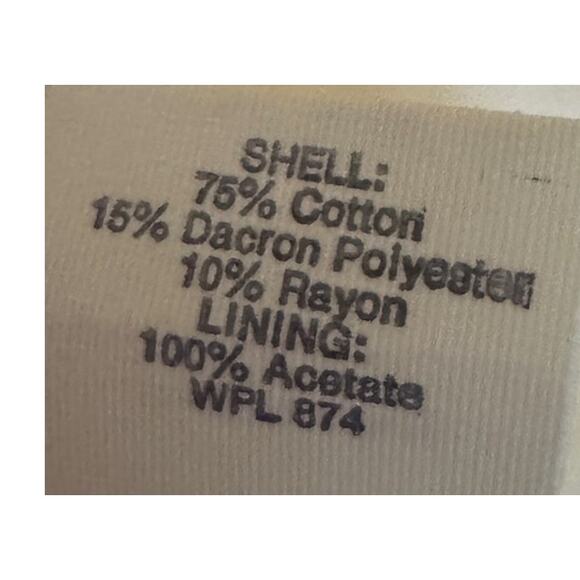 SHELL:
75% Cotton
15% Dacron Polyester
10% Rayon
LINING:
100% Acetate
WPL 874